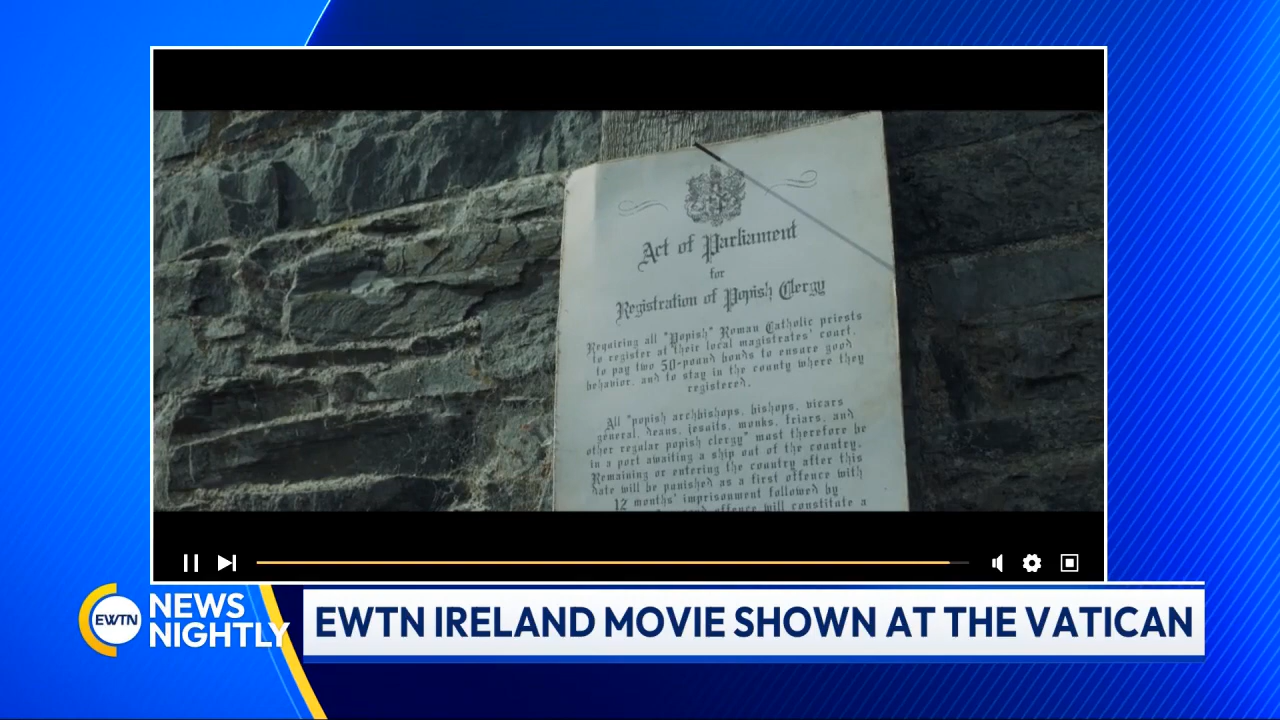 Act of Parliament
for
Registration of Popish Clergy
Requiring all "Popish" Roman Catholic priests
to register at their local magistrates' court,
to pay two 50-pound bonds to ensure good
behavior, and to stay in the county where they
registered.
All "popish archbishops, bishops, vicars
general, deans, jesuits, monks, friars, and
other regular popish clergy" must therefore be
in a port awaiting a ship out of the country.
Remaining or entering the country after this
date will be punished as a first offence with
12 months' imprisonment followed by
offence will constitute a
EWTN
NEWS
NIGHTLY
EWTN IRELAND MOVIE SHOWN AT THE VATICAN